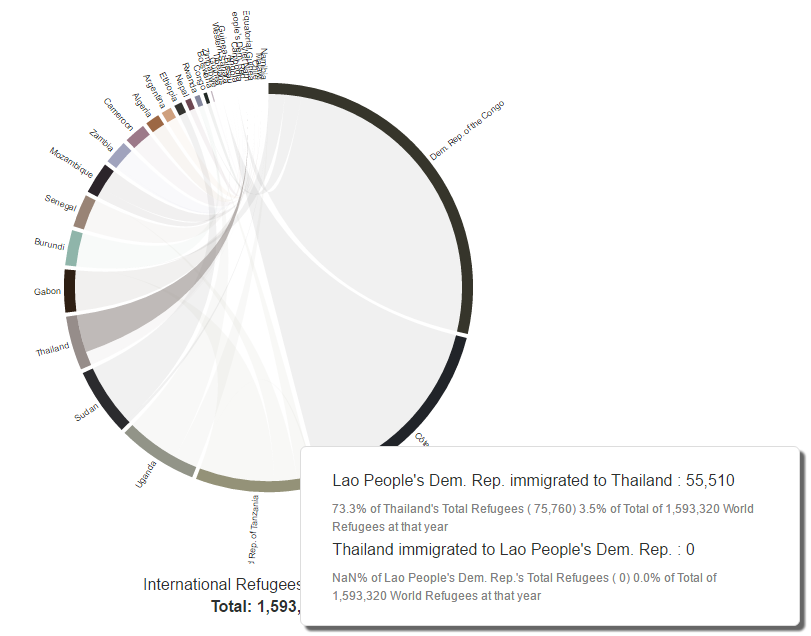 Namibia
Dem. Rep. of the Congo
Congo
Rwanda
Nepal
Ethiopia
Argentina
Algeria
Cameroon
Zambia
Mozambique
Senegal
Burundi
Gabon
Thailand
Sudan
Uganda
Rep. of Tanzania
Côte
Lao People's Dem. Rep. immigrated to Thailand : 55,510
73.3% of Thailand's Total Refugees ( 75,760) 3.5% of Total of 1,593,320 World
Refugees at that year
Thailand immigrated to Lao People's Dem. Rep. : 0
NaN% of Lao People's Dem. Rep.'s Total Refugees ( 0) 0.0% of Total of
1,593,320 World Refugees at that year
International Refugees
Total: 1,593,